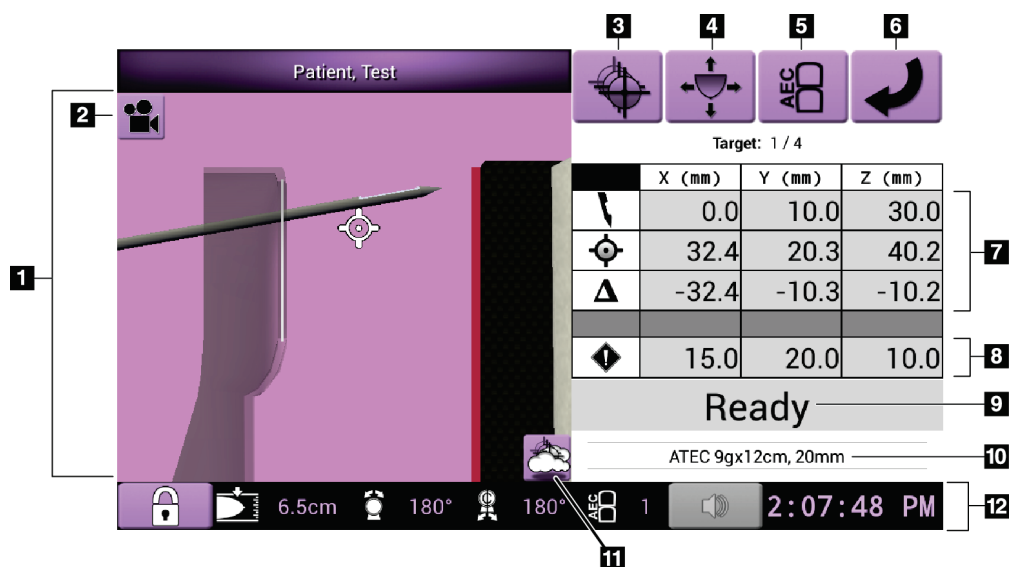 3 4 5 6
Patient, Test
AEC
Target: 1 / 4
X (mm) Y (mm) Z (mm)
0.0 10.0 30.0
32.4 20.3 40.2
Δ -32.4 -10.3 -10.2
15.0 20.0 10.0
Ready
ATEC 9gx12cm, 20mm
6.5cm 180° 180° AEC 1 2:07:48 PM
1
2
7
8
9
10
12
11